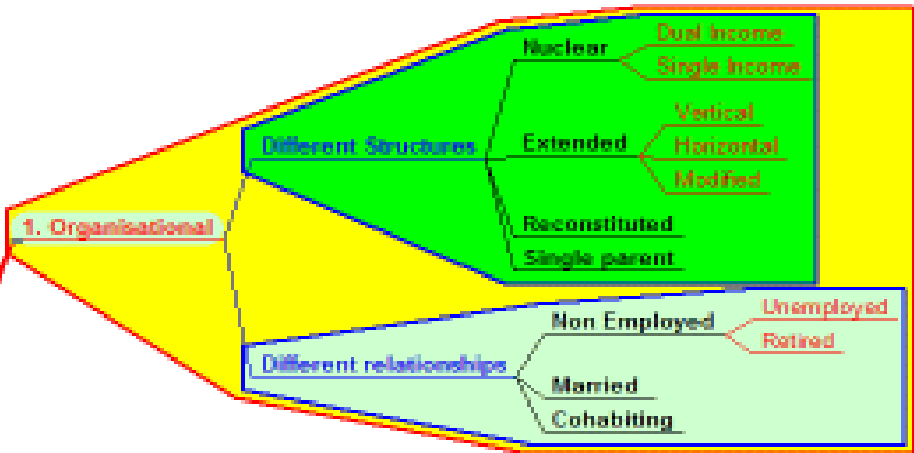 1. Organisational
Different Structures
Nuclear
Dual Income
Single Income
Extended
Vertical
Horizontal
Modified
Reconstituted
Single parent
Different relationships
Non Employed
Unemployed
Retired
Married
Cohabiting